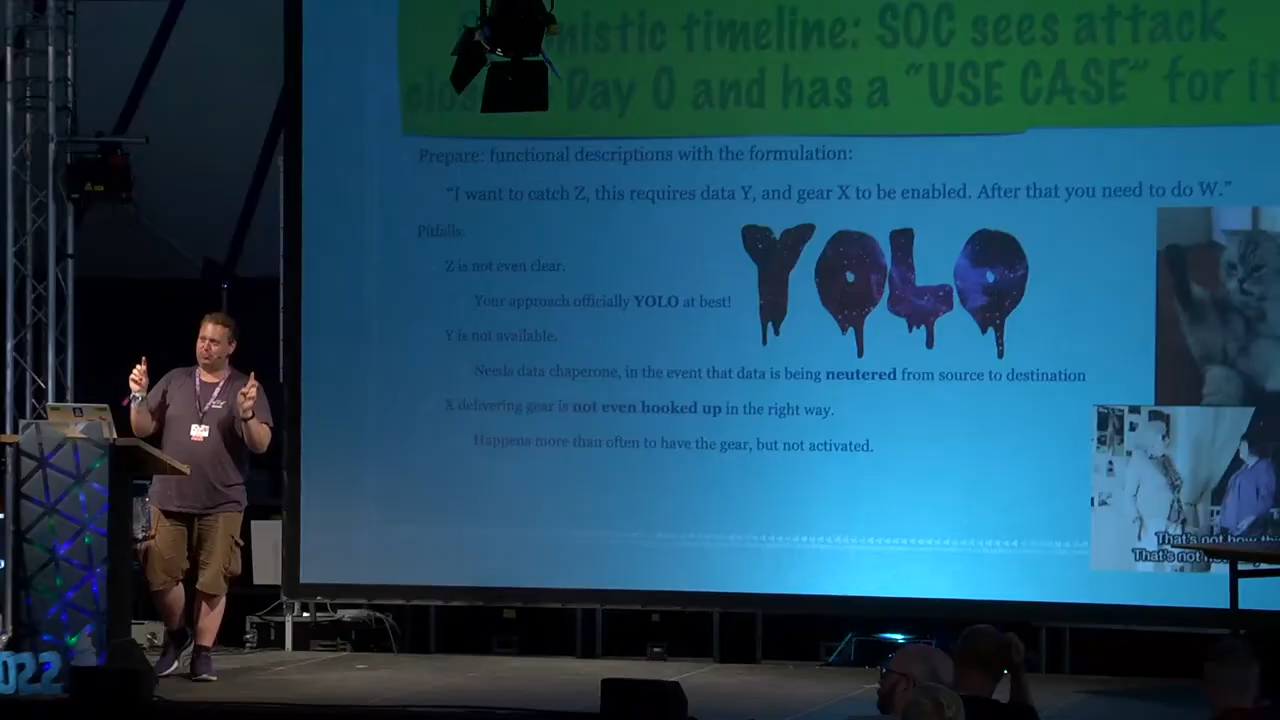 nistic timeline: SOC sees attack
Day 0 and has a "USE CASE" for it
Prepare: functional descriptions with the formulation:
"I want to catch Z, this requires data Y, and gear X to be enabled. After that you need to do W."
Pitfalls:
Z is not even clear.
Your approach officially YOLO at best!
YOLO
Y is not available.
Needs data chaperone, in the event that data is being neutered from source to destination
X delivering gear is not even hooked up in the right way.
Happens more than often to have the gear, but not activated.
That's not how
That's not
2022